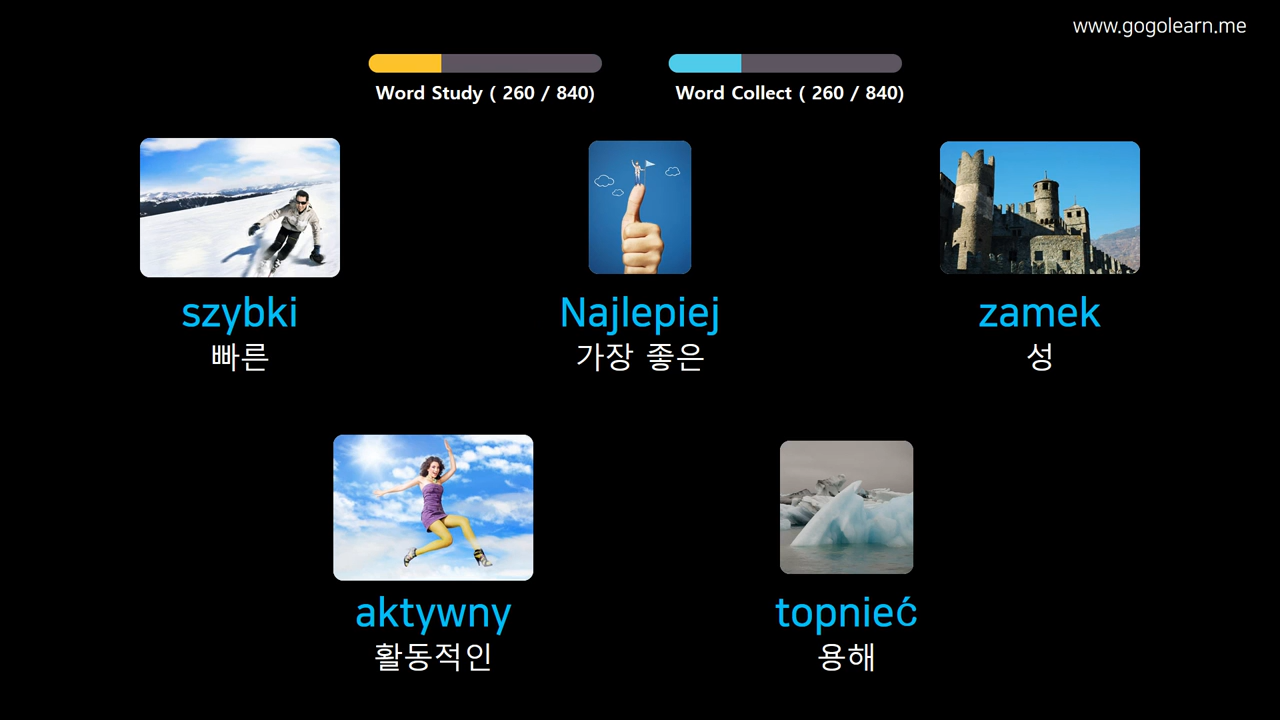 www.gogolearn.me
Word Study ( 260 / 840)
Word Collect ( 260 / 840)
szybki
빠른
Najlepiej
가장 좋은
zamek
성
aktywny
활동적인
topnieć
용해